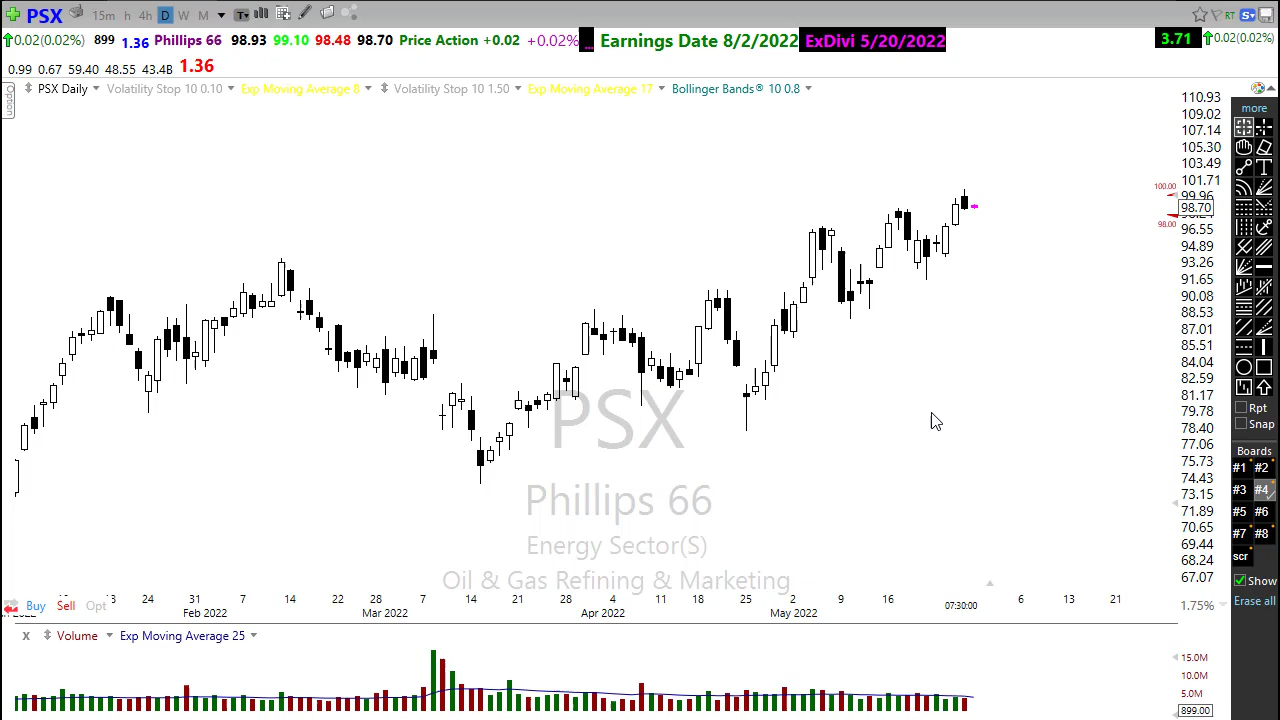 PSX 15m h 4h D W M T RT S
0.02(0.02%) 899 1.36 Phillips 66 98.93 99.10 98.48 98.70 Price Action +0.02 +0.02% ... Earnings Date 8/2/2022 ExDivi 5/20/2022 3.71 0.02(0.02%)
0.99 0.67 59.40 48.55 43.4B 1.36
Option
PSX Daily Volatility Stop 10 0.10 Exp Moving Average 8 Volatility Stop 10 1.50 Exp Moving Average 17 Bollinger Bands® 10 0.8
110.93
109.02
107.14
105.30
103.49
101.71
100.00
99.96
98.70
98.00
96.55
94.89
93.26
91.65
90.08
88.53
87.01
85.51
84.04
82.59
81.17
79.78
78.40
77.06
75.73
74.43
73.15
71.89
70.65
69.44
68.24
67.07
more
T
Rpt
Snap
Boards
#1 #2
#3 #4
#5 #6
#7 #8
scr
Show
Erase all
PSX
Phillips 66
Energy Sector(S)
Oil & Gas Refining & Marketing
24 7 14 22 28 7 14 21 28 4 11 18 25 2 9 16 07:30:00 6 13 21
Buy Sell Opt
Feb 2022 Mar 2022 Apr 2022 May 2022
1.75%
X Volume Exp Moving Average 25
15.0M
10.0M
5.0M
899.00